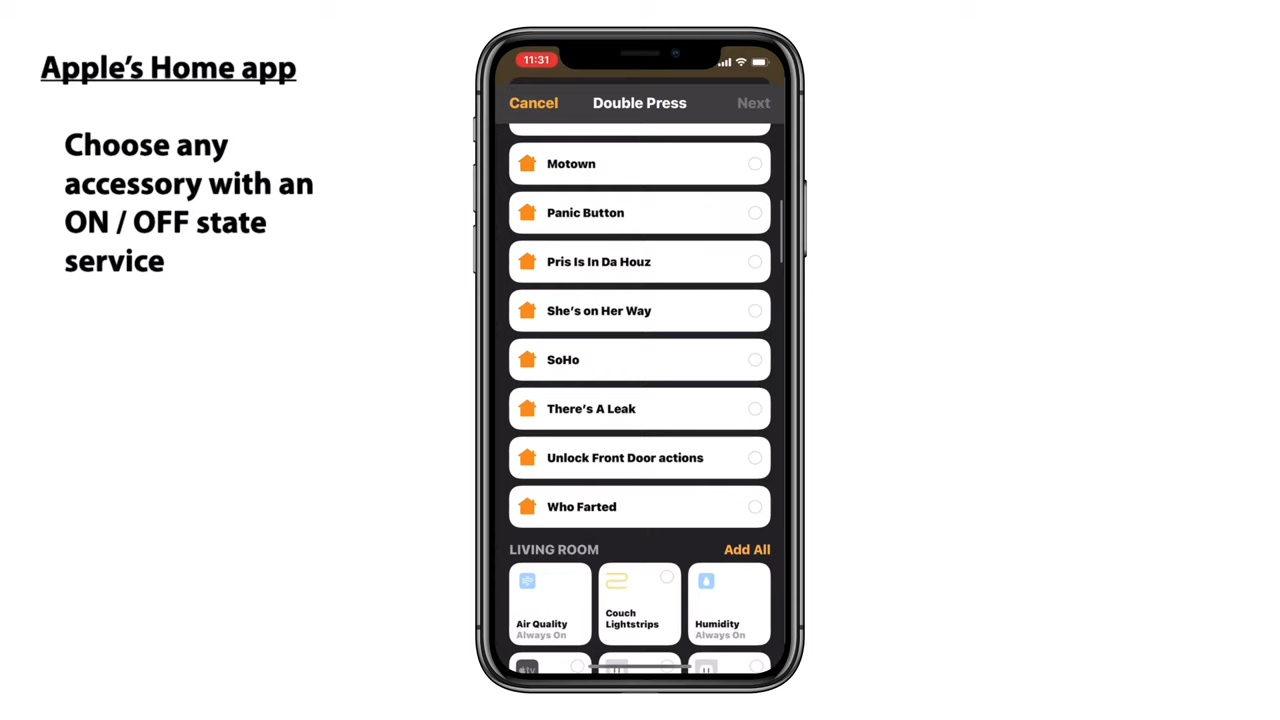 Apple's Home app
Choose any
accessory with an
ON / OFF state
service
11:31
Cancel
Double Press
Next
Motown
Panic Button
Pris Is In Da Houz
She's on Her Way
SoHo
There's A Leak
Unlock Front Door actions
Who Farted
LIVING ROOM
Add All
Air Quality
Always On
Couch
Lightstrips
Humidity
Always On
tv